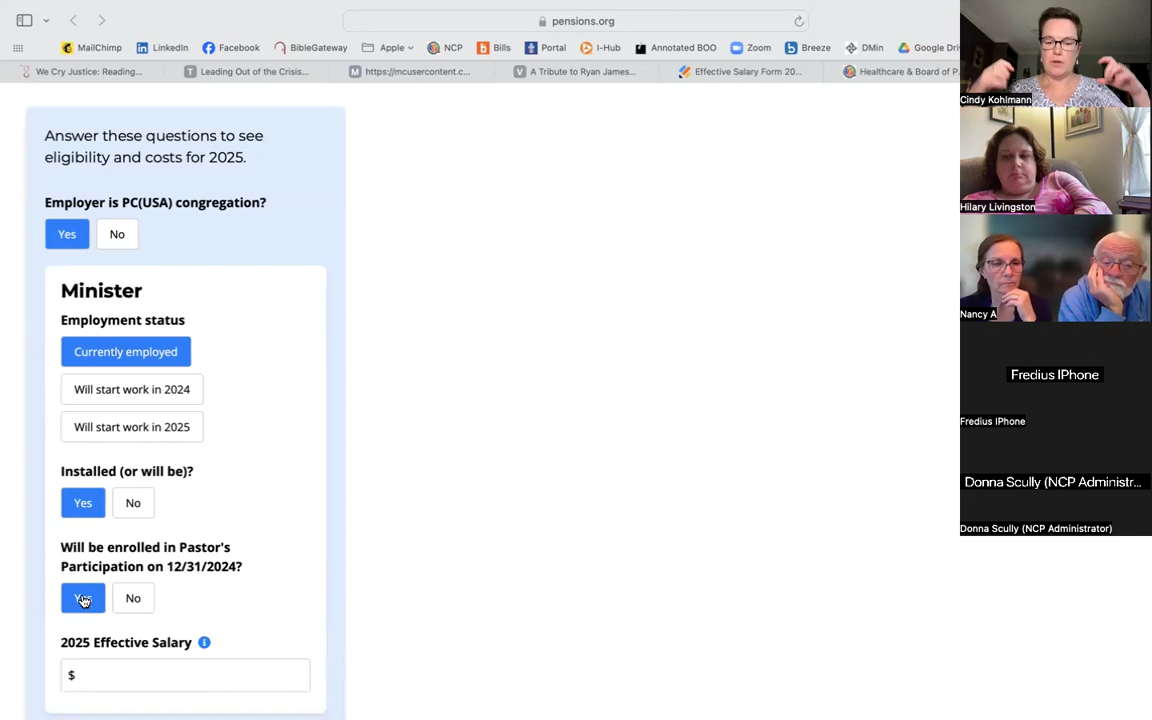 pensions.org
MailChimp
LinkedIn
Facebook
BibleGateway
Apple
NCP
Bills
Portal
I-Hub
Annotated BOO
Zoom
Breeze
DMin
Google Dri
We Cry Justice: Reading...
Leading Out of the Crisis...
https://mcusercontent.c...
A Tribute to Ryan James...
Effective Salary Form 20...
Healthcare & Board of P
Answer these questions to see
eligibility and costs for 2025.
Employer is PC(USA) congregation?
Yes No
Minister
Employment status
Currently employed
Will start work in 2024
Will start work in 2025
Installed (or will be)?
Yes No
Will be enrolled in Pastor's
Participation on 12/31/2024?
No
2025 Effective Salary
$
Cindy Kohlmann
Hilary Livingston
Nancy A
Fredius IPhone
Fredius IPhone
Donna Scully (NCP Administr...
Donna Scully (NCP Administrator)